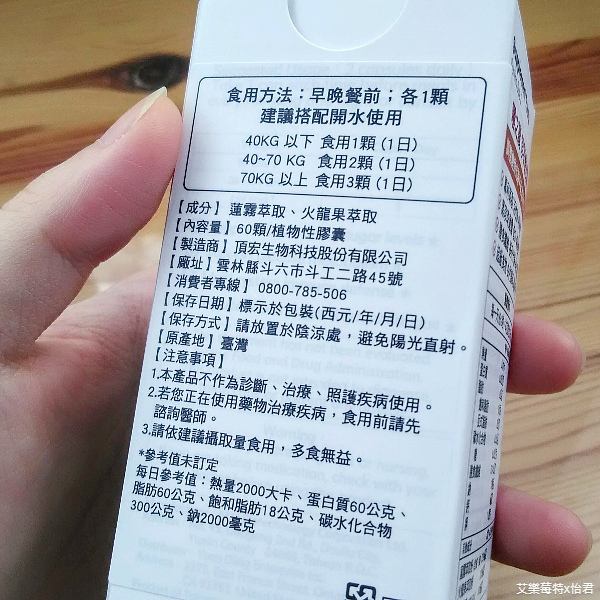 食用方法：早晚餐前；各1顆
建議搭配開水使用
40KG 以下 食用1顆 (1日)
40~70 KG 食用2顆 (1日)
70KG 以上 食用3顆 (1日)
【成分】蓮霧萃取、火龍果萃取
【內容量】60顆/植物性膠囊
【製造商】頂宏生物科技股份有限公司
【廠址】雲林縣斗六市斗工二路45號
【消費者專線】0800-785-506
【保存日期】標示於包裝(西元/年/月/日)
【保存方式】請放置於陰涼處，避免陽光直射。
【原產地】臺灣
【注意事項】
1.本產品不作為診斷、治療、照護疾病使用。
2.若您正在使用藥物治療疾病，食用前請先
諮詢醫師。
3.請依建議攝取量食用，多食無益。
*參考值未訂定
每日參考值：熱量2000大卡、蛋白質60公克、
脂肪60公克、飽和脂肪18公克、碳水化合物
300公克、鈉2000毫克
艾樂莓特x怡君